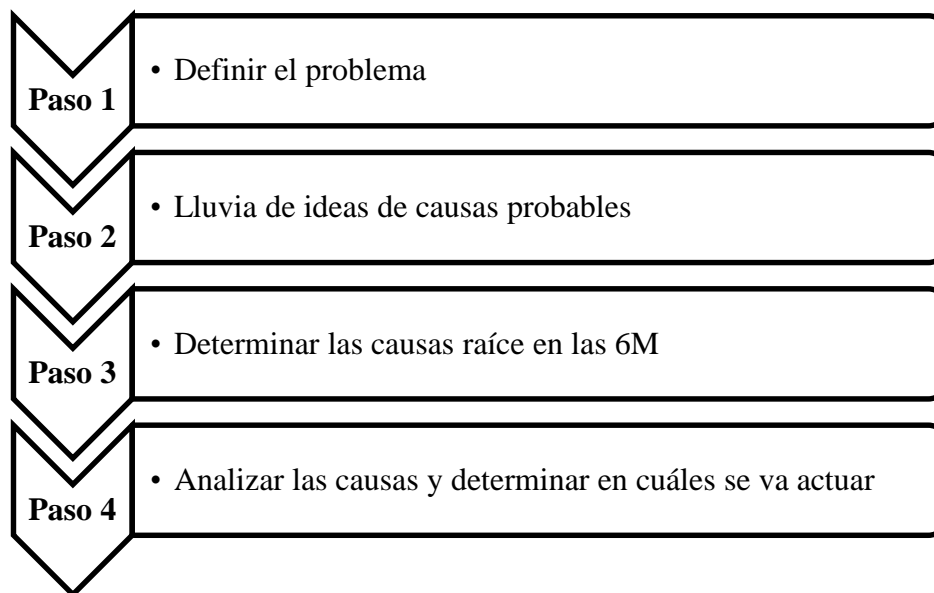 Paso 1
• Definir el problema
Paso 2
• Lluvia de ideas de causas probables
Paso 3
• Determinar las causas raíce en las 6M
Paso 4
• Analizar las causas y determinar en cuáles se va actuar